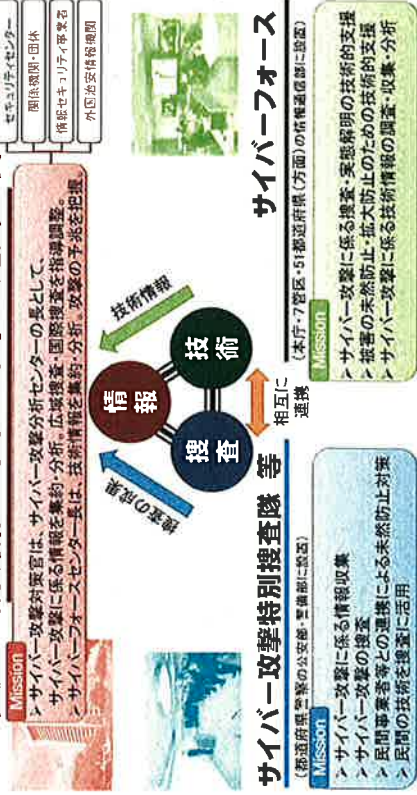 セキュリティセンター
関係機関・団体
情報セキュリティ事業者
外国治安情報機関
Mission
> サイバー攻撃対策官は、サイバー攻撃分析センターの長として、
サイバー攻撃に係る情報を集約・分析。広域捜査・国際捜査を指導調整。
> サイバーフォースセンター長は、技術情報を集約・分析。攻撃の予兆を把握。
捜査の成果
情報
技術情報
捜査
技術
相互に
連携
サイバー攻撃特別捜査隊 等
(都道府県警察の公安部・警備部に設置)
Mission
> サイバー攻撃に係る情報収集
> サイバー攻撃の捜査
> 民間事業者等との連携による未然防止対策
> 民間の技術を捜査に活用
サイバーフォース
(本庁・7管区・51都道府県(方面)の情報通信部に設置)
Mission
> サイバー攻撃に係る捜査・実態解明の技術的支援
> 被害の未然防止・拡大防止のための技術的支援
> サイバー攻撃に係る技術情報の調査・収集・分析